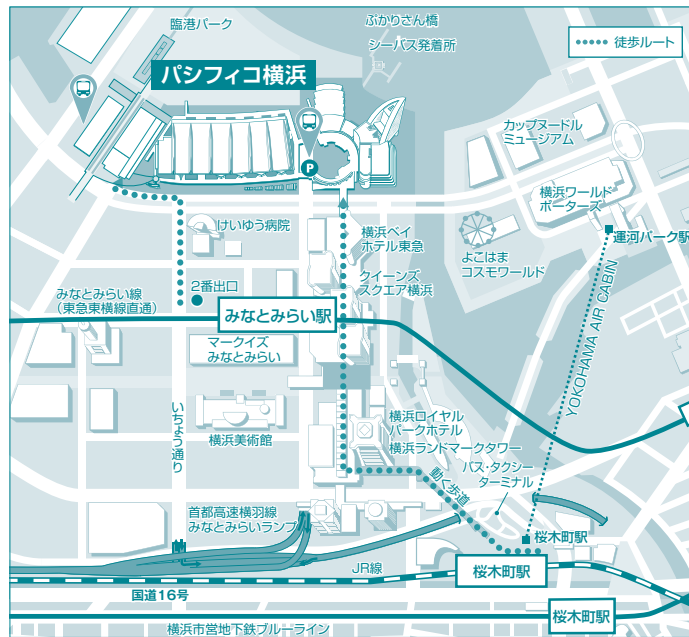 臨港パーク
ぷかりさん橋
シーバス発着所
徒歩ルート
パシフィコ横浜
P
カップヌードル
ミュージアム
横浜ワールド
ポーターズ
運河パーク駅
けいゆう病院
横浜ベイ
ホテル東急
よこはま
コスモワールド
クイーンズ
スクエア横浜
2番出口
みなとみらい線
(東急東横線直通)
みなとみらい駅
マークイズ
みなとみらい
YOKOHAMA AIR CABIN
いちょう通り
横浜美術館
横浜ロイヤル
パークホテル
横浜ランドマークタワー
バス・タクシー
ターミナル
動く歩道
首都高速横羽線
みなとみらいランプ
桜木町駅
JR線
桜木町駅
国道16号
桜木町駅
横浜市営地下鉄ブルーライン